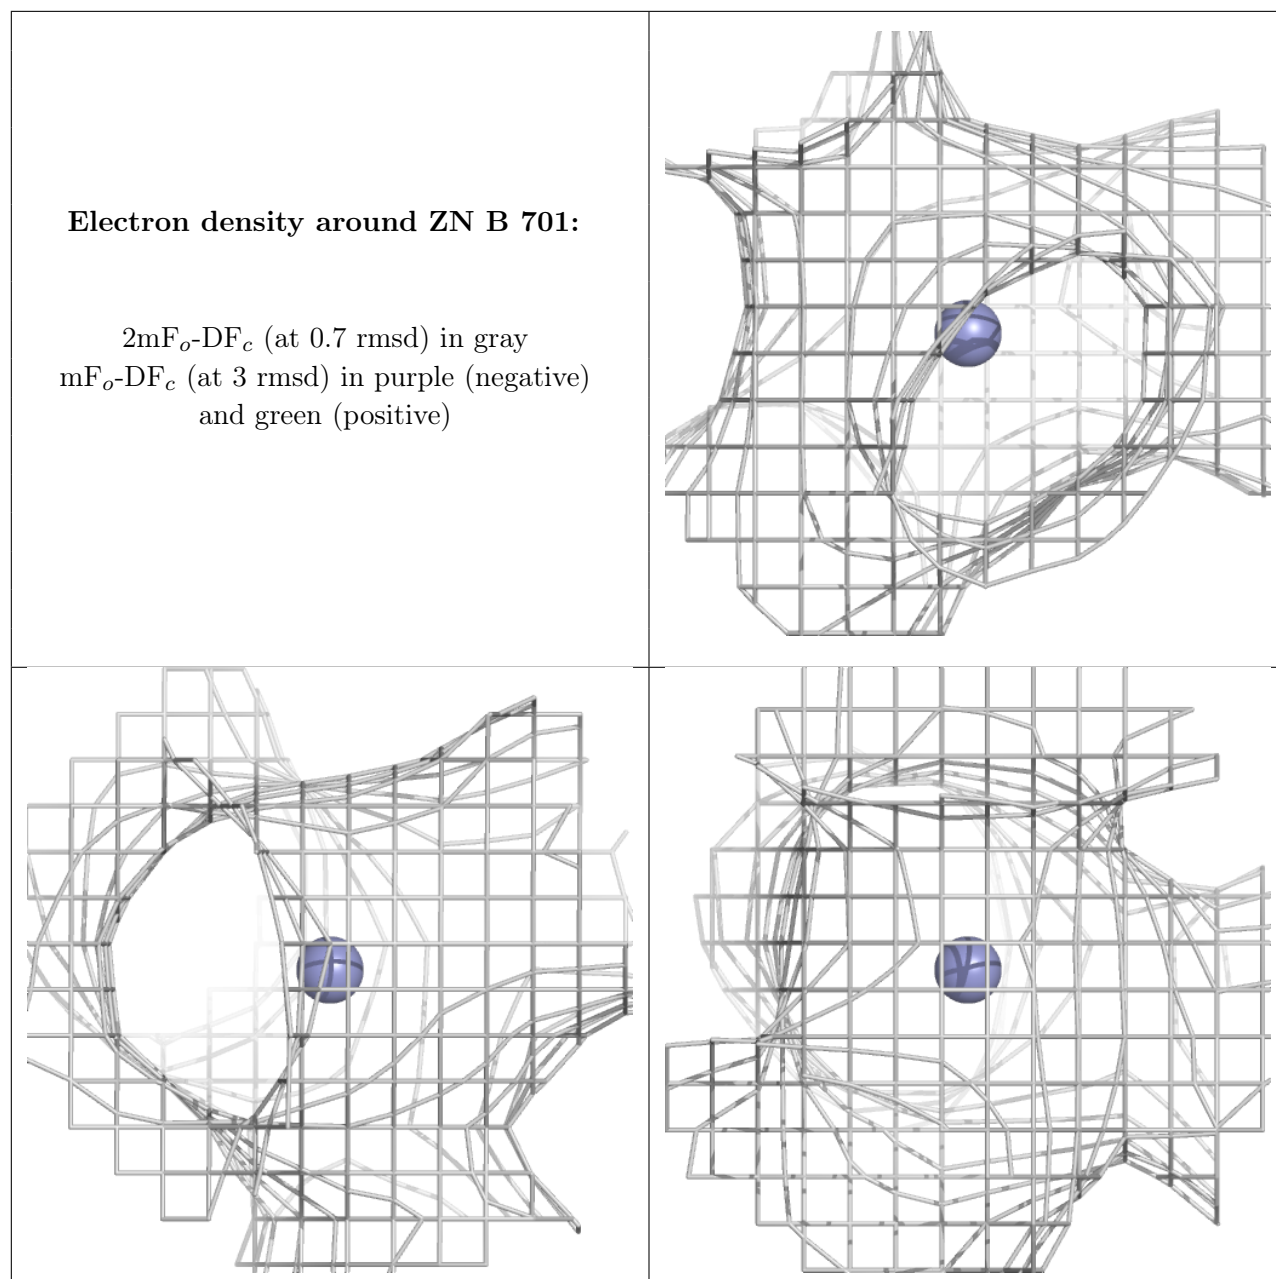 Electron density around ZN B 701:
2mFo-DFc (at 0.7 rmsd) in gray
mFo-DFc (at 3 rmsd) in purple (negative)
and green (positive)